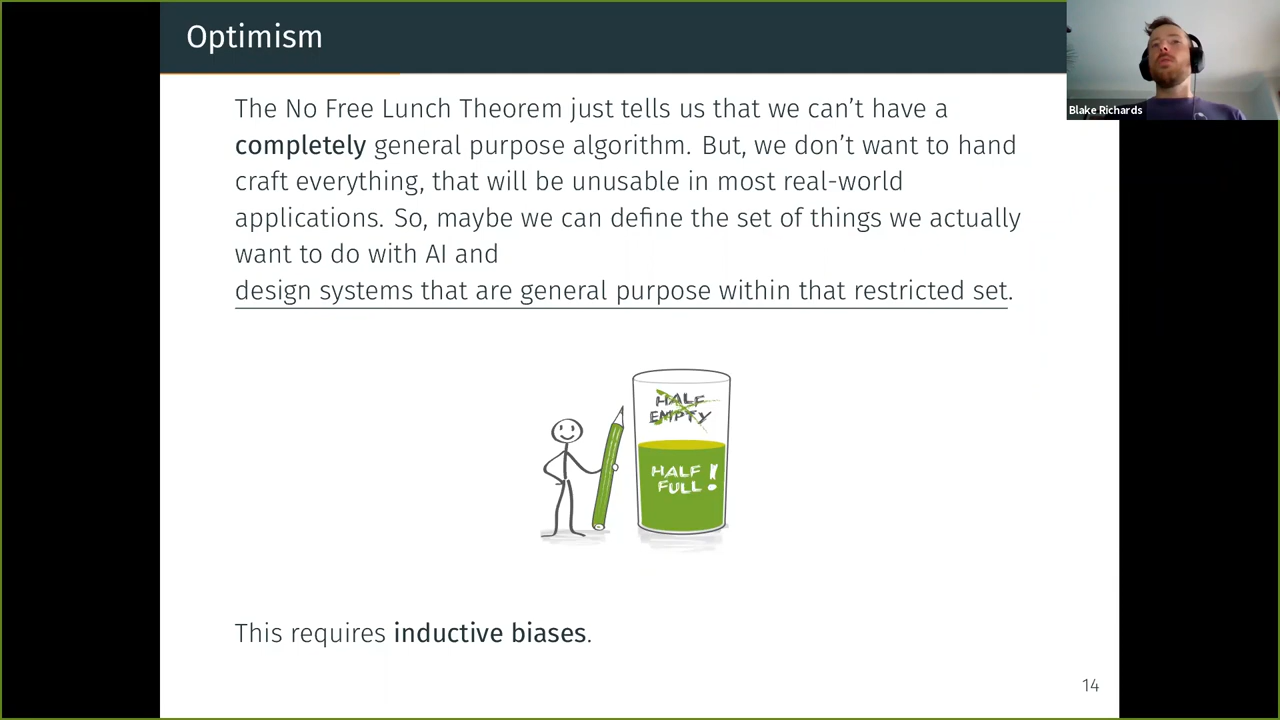 Optimism
Blake Richards
The No Free Lunch Theorem just tells us that we can't have a
completely general purpose algorithm. But, we don't want to hand
craft everything, that will be unusable in most real-world
applications. So, maybe we can define the set of things we actually
want to do with AI and
design systems that are general purpose within that restricted set.
HALF
EMPTY
HALF
FULL!
This requires inductive biases.
14